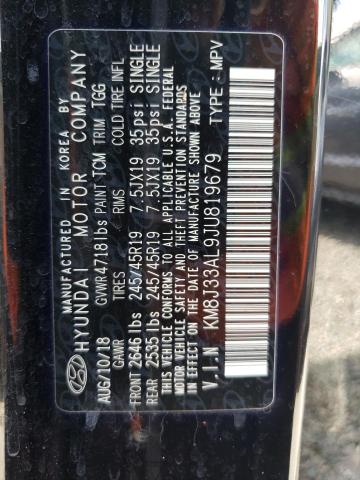 MANUFACTURED IN KOREA BY
HYUNDAI MOTOR COMPANY
AUG/10/18 GVWR 4718 lbs PAINT TCM TRIM TGG
GAWR TIRES RIMS COLD TIRE INFL
FRONT 2646 lbs 245/45R19 7.5JX19 35psi SINGLE
REAR 2535 lbs 245/45R19 7.5JX19 35 psi SINGLE
THIS VEHICLE CONFORMS TO ALL APPLICABLE U.S.A. FEDERAL
MOTOR VEHICLE SAFETY AND THEFT PREVENTION STANDARDS
IN EFFECT ON THE DATE OF MANUFACTURE SHOWN ABOVE
V.I.N : KM8J33AL9JU819679 TYPE : MPV